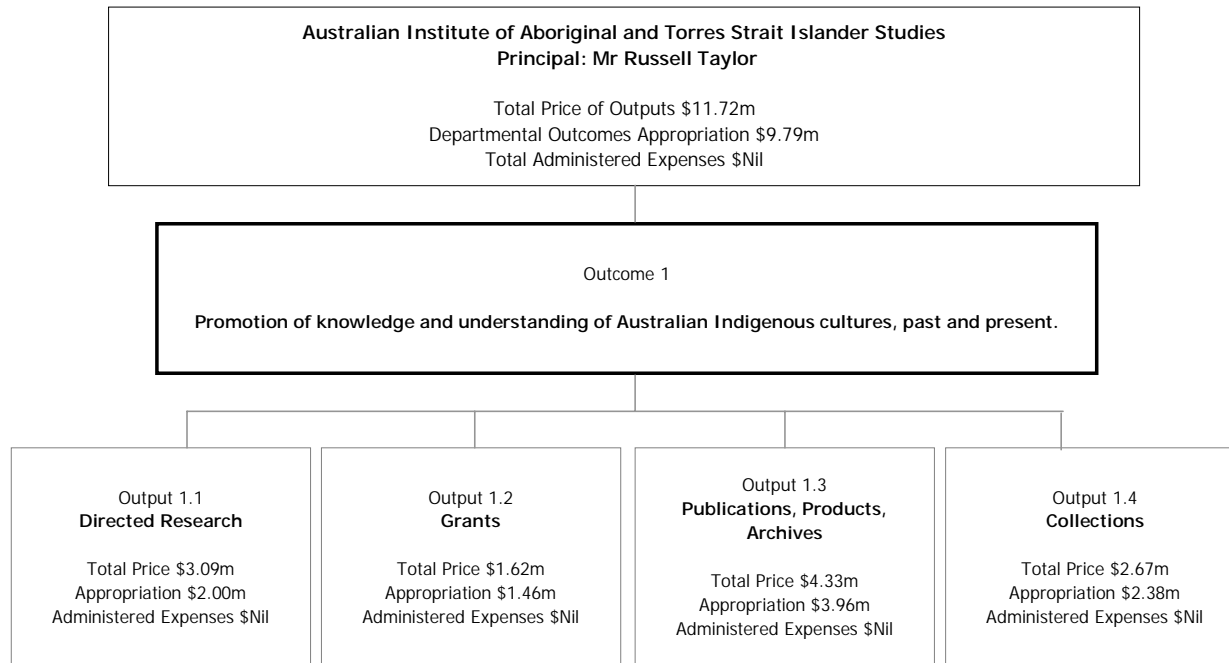 Australian Institute of Aboriginal and Torres Strait Islander Studies
Principal: Mr Russell Taylor
Total Price of Outputs $11.72m
Departmental Outcomes Appropriation $9.79m
Total Administered Expenses $Nil
Outcome 1
Promotion of knowledge and understanding of Australian Indigenous cultures, past and present.
Output 1.1
Directed Research
Total Price $3.09m
Appropriation $2.00m
Administered Expenses $Nil
Output 1.2
Grants
Total Price $1.62m
Appropriation $1.46m
Administered Expenses $Nil
Output 1.3
Publications, Products,
Archives
Total Price $4.33m
Appropriation $3.96m
Administered Expenses $Nil
Output 1.4
Collections
Total Price $2.67m
Appropriation $2.38m
Administered Expenses $Nil